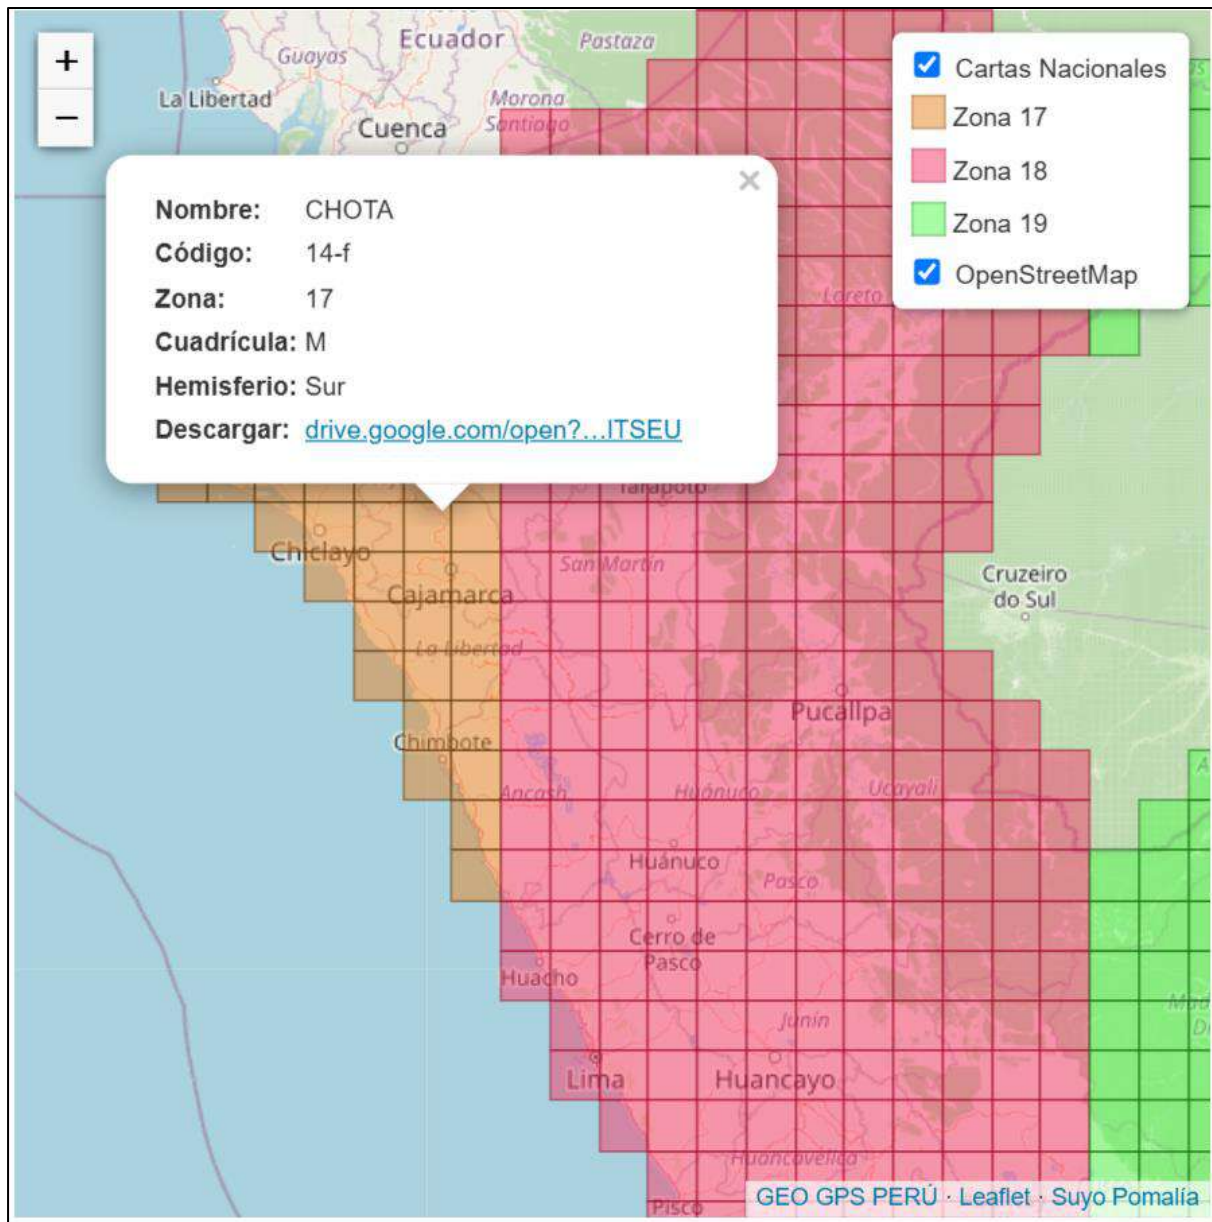 Ecuador
Pastaza
Guayas
+
−
La Libertad
Morona
Santiago
Cuenca
Cartas Nacionales
Zona 17
Zona 18
Zona 19
OpenStreetMap
×
Nombre: CHOTA
Código: 14-f
Zona: 17
Cuadrícula: M
Hemisferio: Sur
Descargar: drive.google.com/open?...ITSEU
Loreto
Tarapoto
Chiclayo
San Martín
Cajamarca
Cruzeiro
do Sul
La Libertad
Pucallpa
Chimbote
Ancash
Huánuco
Ucayali
Huánuco
Pasco
Cerro de
Pasco
Huacho
Junín
Lima
Huancayo
Huancavelica
Pisco
GEO GPS PERÚ · Leaflet · Suyo Pomalía